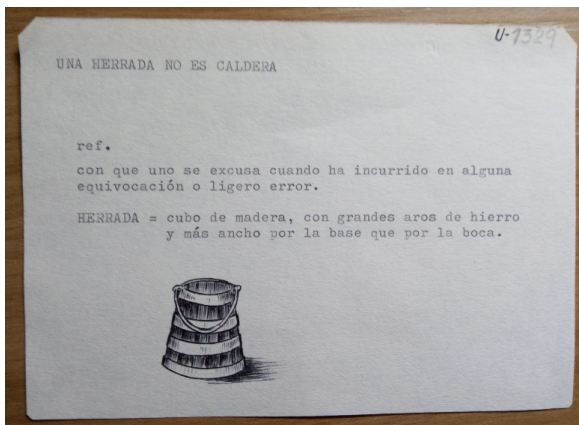 U-1329
UNA HERRADA NO ES CALDERA
ref.
con que uno se excusa cuando ha incurrido en alguna
equivocación o ligero error.
HERRADA = cubo de madera, con grandes aros de hierro
y más ancho por la base que por la boca.